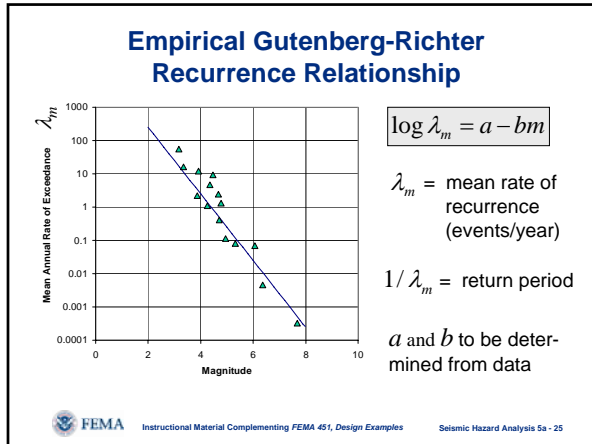 Empirical Gutenberg-Richter
Recurrence Relationship
λm
Mean Annual Rate of Exceedance
1000
100
10
1
0.1
0.01
0.001
0.0001
0 2 4 6 8 10
Magnitude
log λm = a − bm
λm = mean rate of
recurrence
(events/year)
1/ λm = return period
a and b to be deter-
mined from data
FEMA
Instructional Material Complementing FEMA 451, Design Examples
Seismic Hazard Analysis 5a - 25